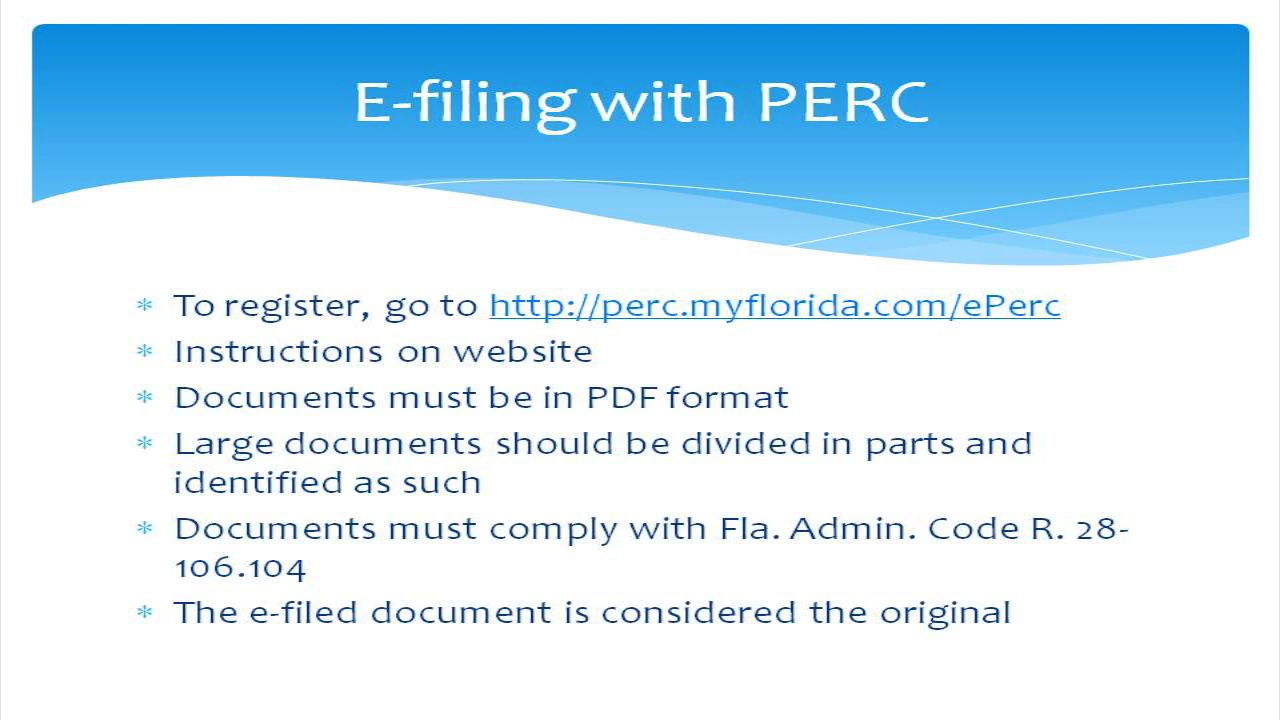 E-filing with PERC
* To register, go to http://perc.myflorida.com/ePerc
* Instructions on website
* Documents must be in PDF format
* Large documents should be divided in parts and
identified as such
* Documents must comply with Fla. Admin. Code R. 28-
106.104
* The e-filed document is considered the original